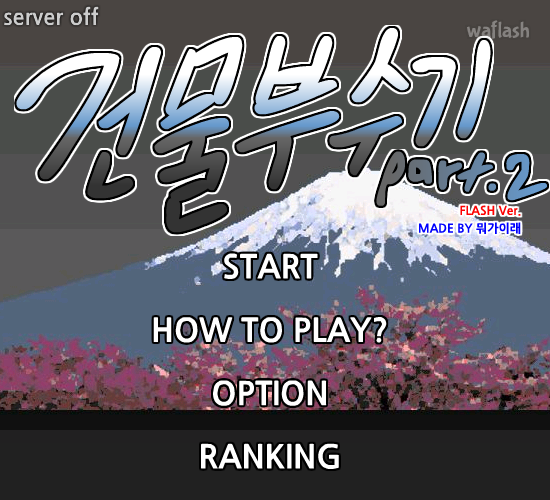 server off
waflash
건물부수기
part.2
FLASH Ver.
MADE BY 뭐가이래
START
HOW TO PLAY?
OPTION
RANKING